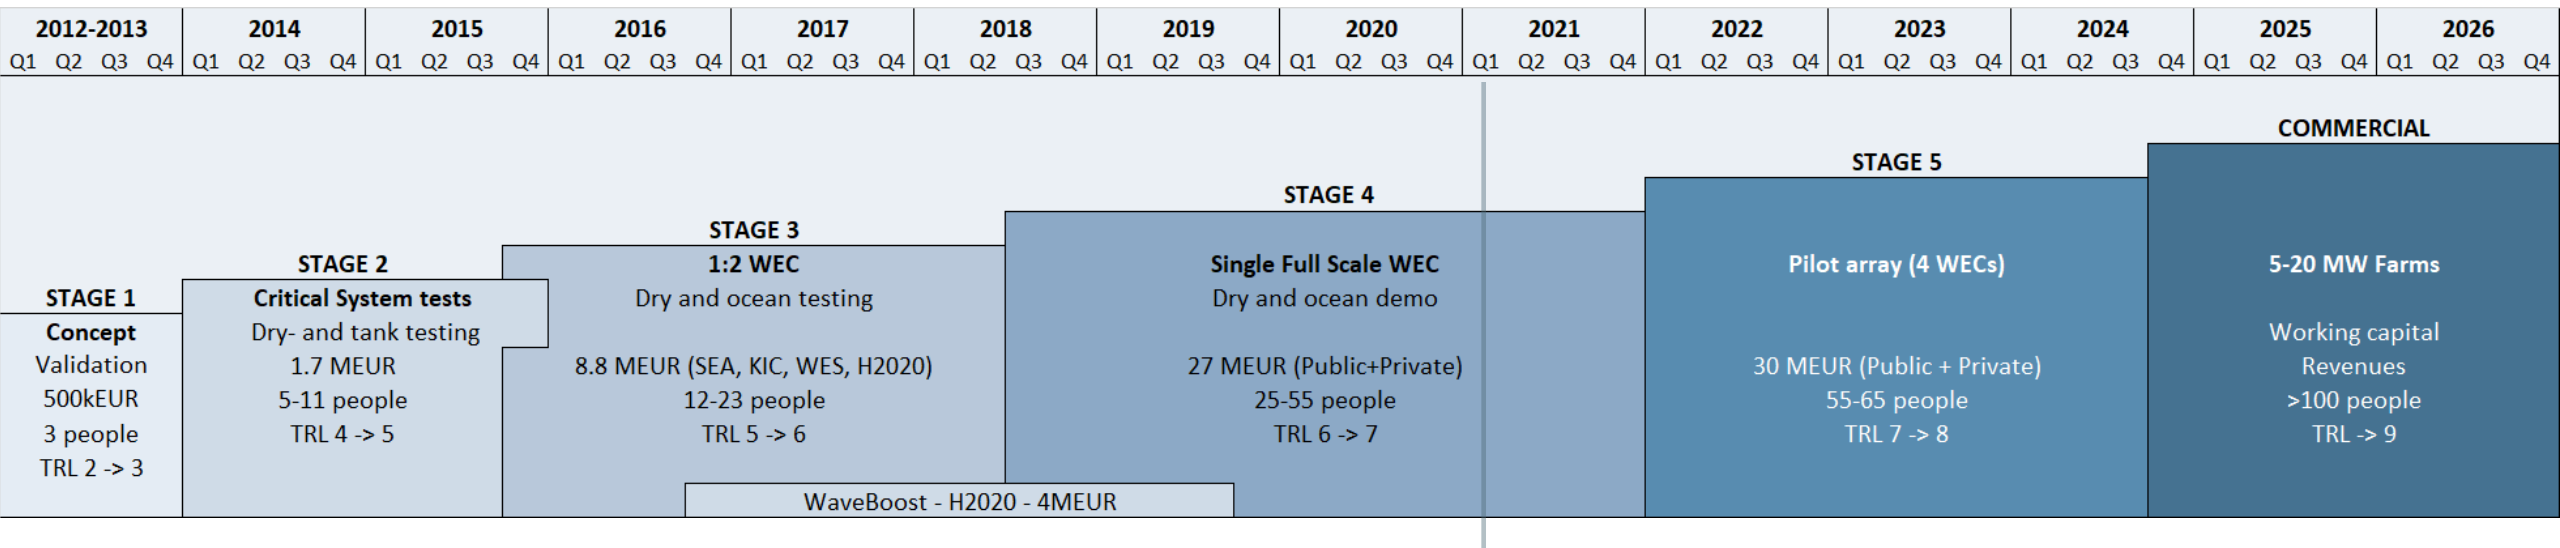 2012-2013 2014 2015 2016 2017 2018 2019 2020 2021 2022 2023 2024 2025 2026
Q1 Q2 Q3 Q4 Q1 Q2 Q3 Q4 Q1 Q2 Q3 Q4 Q1 Q2 Q3 Q4 Q1 Q2 Q3 Q4 Q1 Q2 Q3 Q4 Q1 Q2 Q3 Q4 Q1 Q2 Q3 Q4 Q1 Q2 Q3 Q4 Q1 Q2 Q3 Q4 Q1 Q2 Q3 Q4 Q1 Q2 Q3 Q4 Q1 Q2 Q3 Q4 Q1 Q2 Q3 Q4
STAGE 1
Concept
Validation
500kEUR
3 people
TRL 2 -> 3
STAGE 2
Critical System tests
Dry- and tank testing
1.7 MEUR
5-11 people
TRL 4 -> 5
STAGE 3
1:2 WEC
Dry and ocean testing
8.8 MEUR (SEA, KIC, WES, H2020)
12-23 people
TRL 5 -> 6
WaveBoost - H2020 - 4MEUR
STAGE 4
Single Full Scale WEC
Dry and ocean demo
27 MEUR (Public+Private)
25-55 people
TRL 6 -> 7
STAGE 5
Pilot array (4 WECs)
30 MEUR (Public + Private)
55-65 people
TRL 7 -> 8
COMMERCIAL
5-20 MW Farms
Working capital
Revenues
>100 people
TRL -> 9